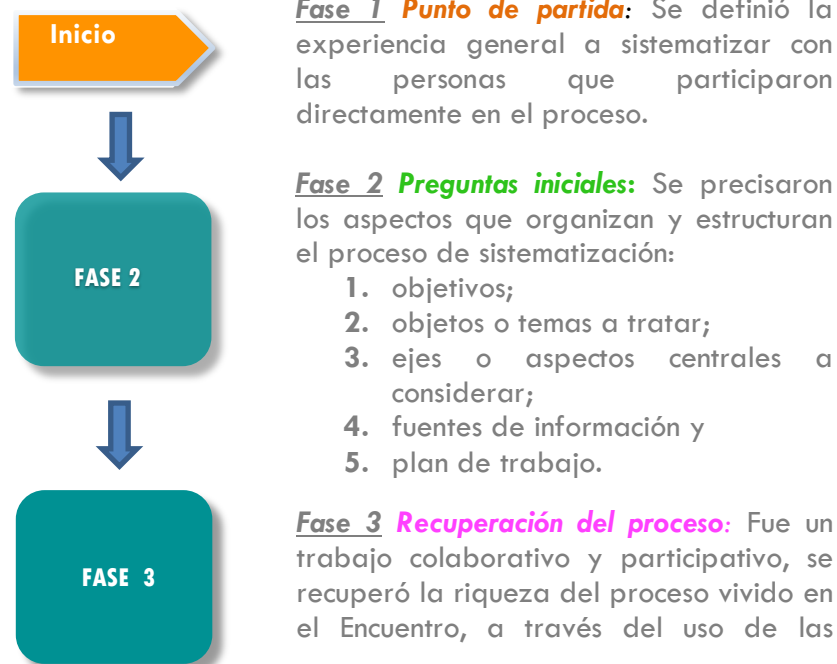 Inicio
Fase 1 Punto de partida: Se definió la
experiencia general a sistematizar con
las personas que participaron
directamente en el proceso.
FASE 2
Fase 2 Preguntas iniciales: Se precisaron
los aspectos que organizan y estructuran
el proceso de sistematización:
1. objetivos;
2. objetos o temas a tratar;
3. ejes o aspectos centrales a
considerar;
4. fuentes de información y
5. plan de trabajo.
FASE 3
Fase 3 Recuperación del proceso: Fue un
trabajo colaborativo y participativo, se
recuperó la riqueza del proceso vivido en
el Encuentro, a través del uso de las